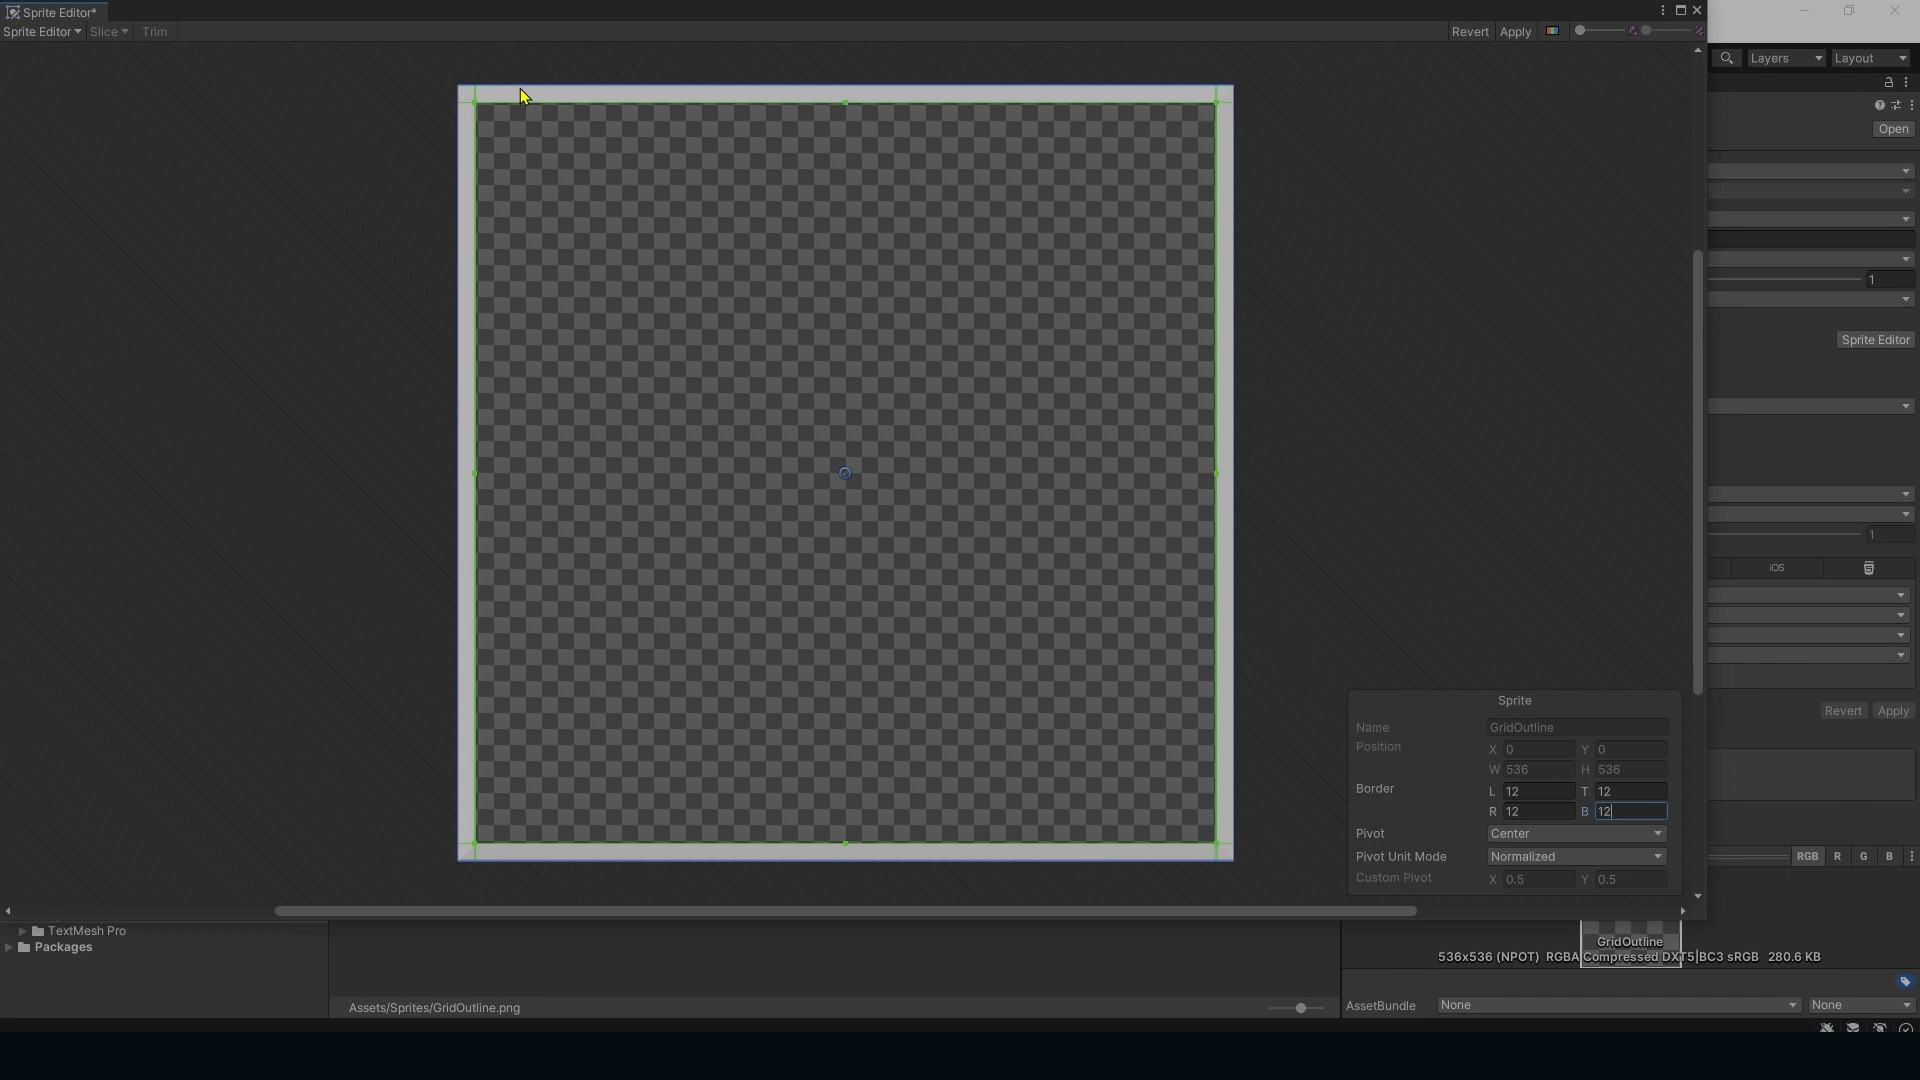 Sprite Editor*
Sprite Editor Slice Trim Revert Apply
Layers Layout
Open
1
Sprite Editor
1
iOS
Sprite
Name GridOutline
Position X 0 Y 0
W 536 H 536
Border L 12 T 12
R 12 B 12
Pivot Center
Pivot Unit Mode Normalized
Custom Pivot X 0.5 Y 0.5
Revert Apply
RGB R G B
TextMesh Pro
Packages
GridOutline
536x536 (NPOT) RGBA Compressed DXT5|BC3 sRGB 280.6 KB
Assets/Sprites/GridOutline.png
AssetBundle None None